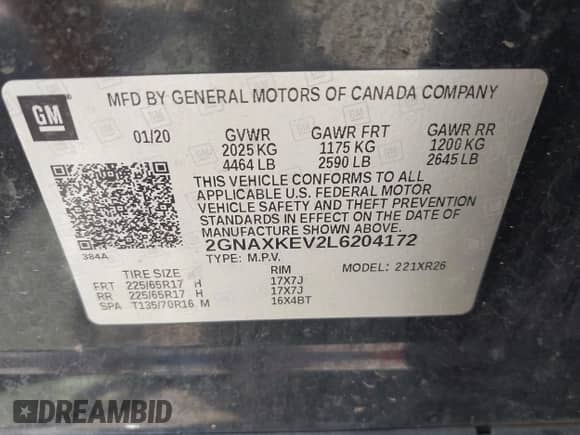 GM
MFD BY GENERAL MOTORS OF CANADA COMPANY
01/20 GVWR GAWR FRT GAWR RR
2025 KG 1175 KG 1200 KG
4464 LB 2590 LB 2645 LB
THIS VEHICLE CONFORMS TO ALL
APPLICABLE U.S. FEDERAL MOTOR
VEHICLE SAFETY AND THEFT PREVENTION
STANDARDS IN EFFECT ON THE DATE OF
MANUFACTURE SHOWN ABOVE.
384A 2GNAXKEV2L6204172
TYPE: M.P.V. MODEL: 221XR26
TIRE SIZE RIM
FRT 225/65R17 H 17X7J
RR 225/65R17 H 17X7J
SPA T135/70R16 M 16X4BT
DREAMBID